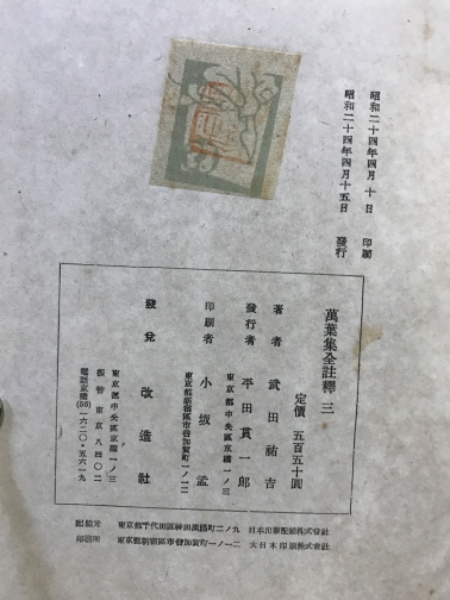 昭和二十四年四月十日 印刷
昭和二十四年四月十五日 發行
萬葉集全註釋 三
定價 五百五十圓
著者 武田祐吉
發行者 平田貫一郎
東京都中央區京橋一ノ三
印刷者 小坂孟
東京都新宿區市谷加賀町一ノ一二
發兌 改造社
東京都中央區京橋一ノ三
振替東京八四〇二
電話京橋(56)一六二〇・五六一九
配給元 東京都千代田區神田淡路町二ノ九 日本出版配給株式會社
印刷所 東京都新宿區市谷加賀町一ノ一二 大日本印刷株式會社